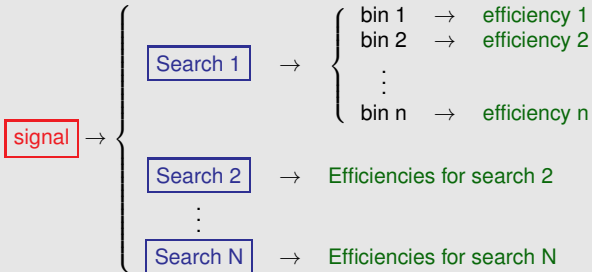 bin 1 → efficiency 1
bin 2 → efficiency 2
Search 1 →
⋮
bin n → efficiency n
signal →
Search 2 → Efficiencies for search 2
⋮
Search N → Efficiencies for search N